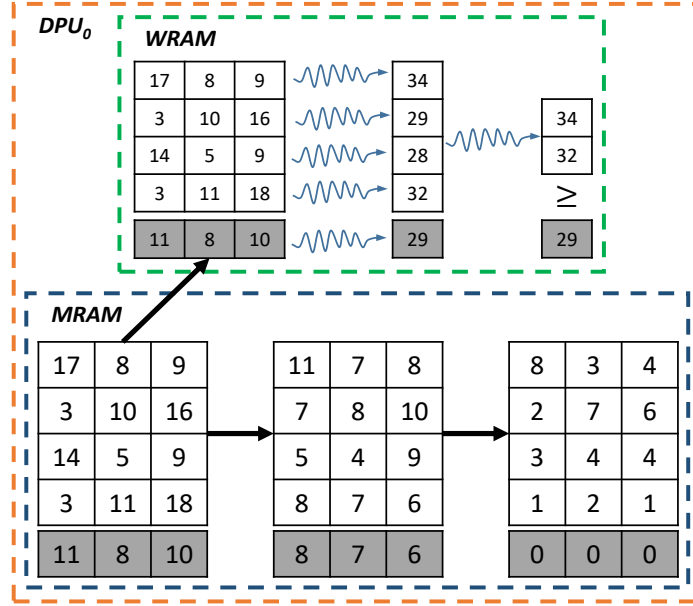 DPU0
WRAM
17 8 9 34
3 10 16 29 34
14 5 9 28 32
3 11 18 32 ≥
11 8 10 29 29
MRAM
17 8 9 11 7 8 8 3 4
3 10 16 7 8 10 2 7 6
14 5 9 5 4 9 3 4 4
3 11 18 8 7 6 1 2 1
11 8 10 8 7 6 0 0 0